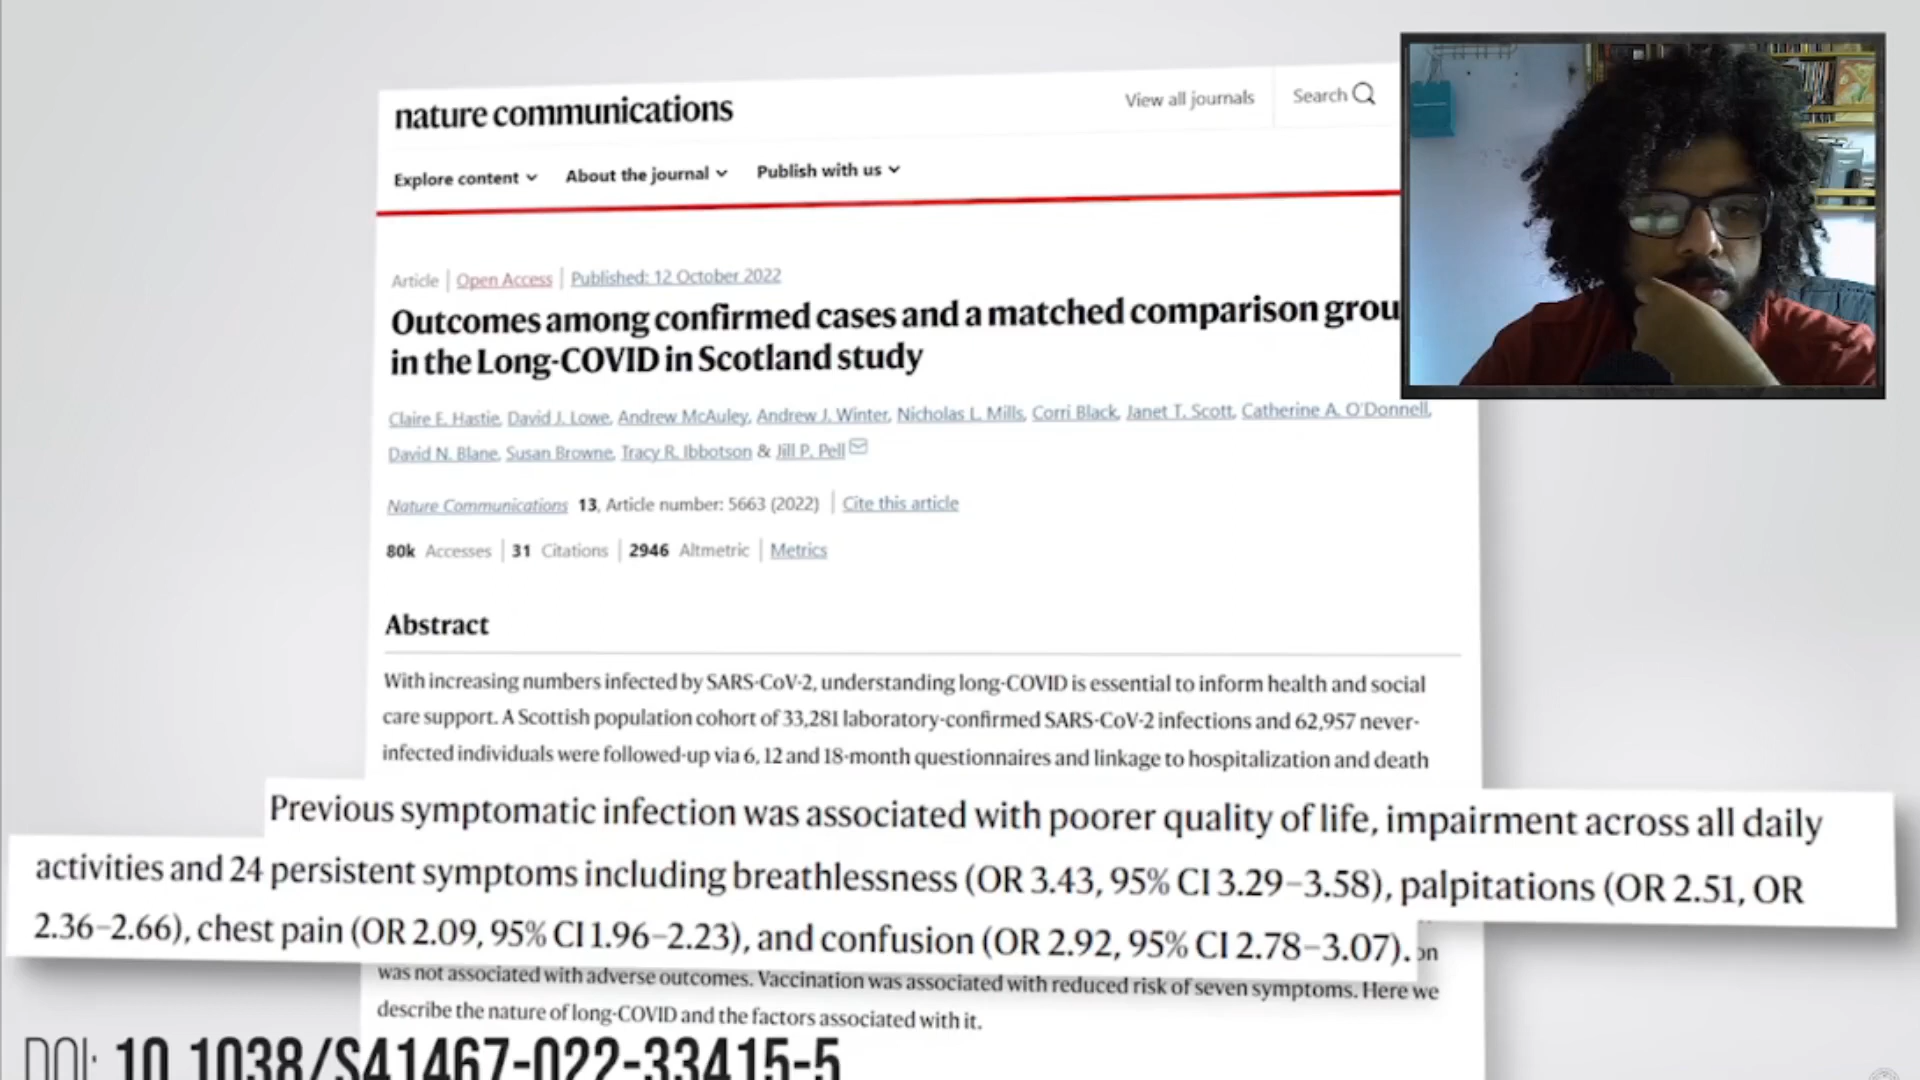 nature communications
View all journals
Search
Explore content
About the journal
Publish with us
Article | Open Access | Published: 12 October 2022
Outcomes among confirmed cases and a matched comparison grou
in the Long-COVID in Scotland study
Claire E. Hastie, David J. Lowe, Andrew McAuley, Andrew J. Winter, Nicholas L. Mills, Corri Black, Janet T. Scott, Catherine A. O'Donnell,
David N. Blane, Susan Browne, Tracy R. Ibbotson & Jill P. Pell
Nature Communications 13, Article number: 5663 (2022) | Cite this article
80k Accesses | 31 Citations | 2946 Altmetric | Metrics
Abstract
With increasing numbers infected by SARS-CoV-2, understanding long-COVID is essential to inform health and social
care support. A Scottish population cohort of 33,281 laboratory-confirmed SARS-CoV-2 infections and 62,957 never-
infected individuals were followed-up via 6, 12 and 18-month questionnaires and linkage to hospitalization and death
Previous symptomatic infection was associated with poorer quality of life, impairment across all daily
activities and 24 persistent symptoms including breathlessness (OR 3.43, 95% CI 3.29–3.58), palpitations (OR 2.51, OR
2.36–2.66), chest pain (OR 2.09, 95% CI 1.96–2.23), and confusion (OR 2.92, 95% CI 2.78–3.07).
on
was not associated with adverse outcomes. Vaccination was associated with reduced risk of seven symptoms. Here we
describe the nature of long-COVID and the factors associated with it.
DOI: 10.1038/S41467-022-33415-5